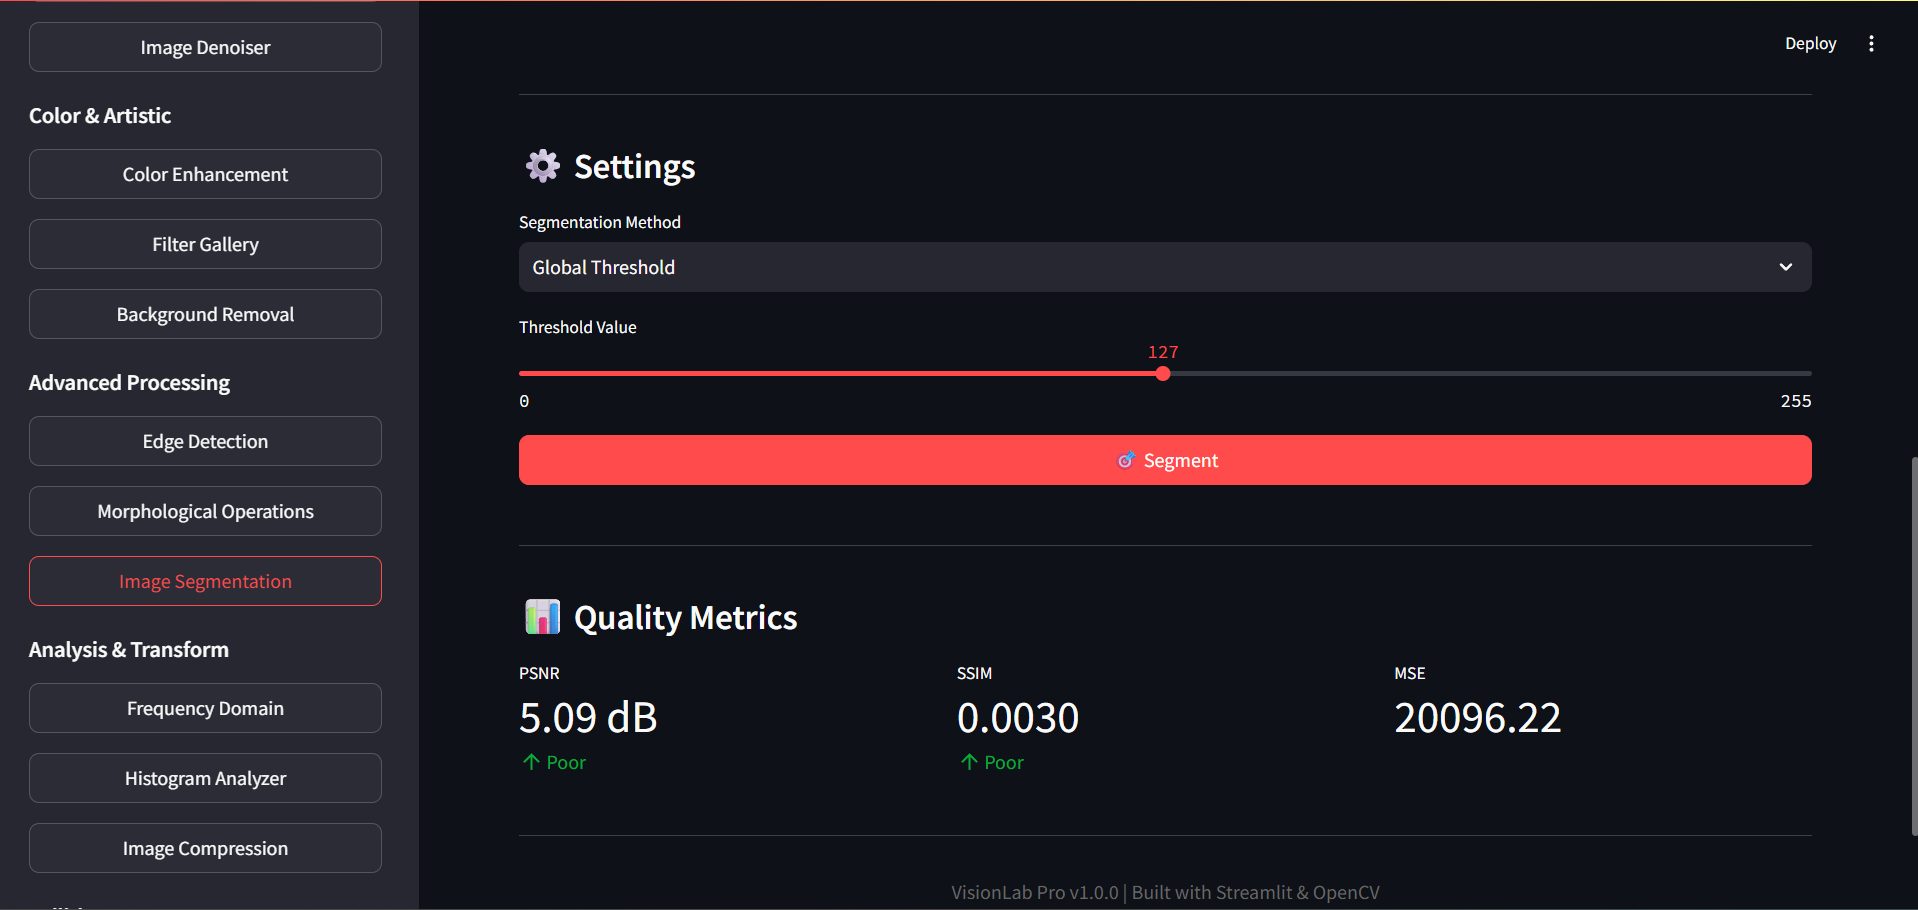 Image Denoiser
Color & Artistic
Color Enhancement
Filter Gallery
Background Removal
Advanced Processing
Edge Detection
Morphological Operations
Image Segmentation
Analysis & Transform
Frequency Domain
Histogram Analyzer
Image Compression
Deploy
Settings
Segmentation Method
Global Threshold
Threshold Value
127
0 255
Segment
Quality Metrics
PSNR SSIM MSE
5.09 dB 0.0030 20096.22
↑ Poor ↑ Poor
VisionLab Pro v1.0.0 | Built with Streamlit & OpenCV